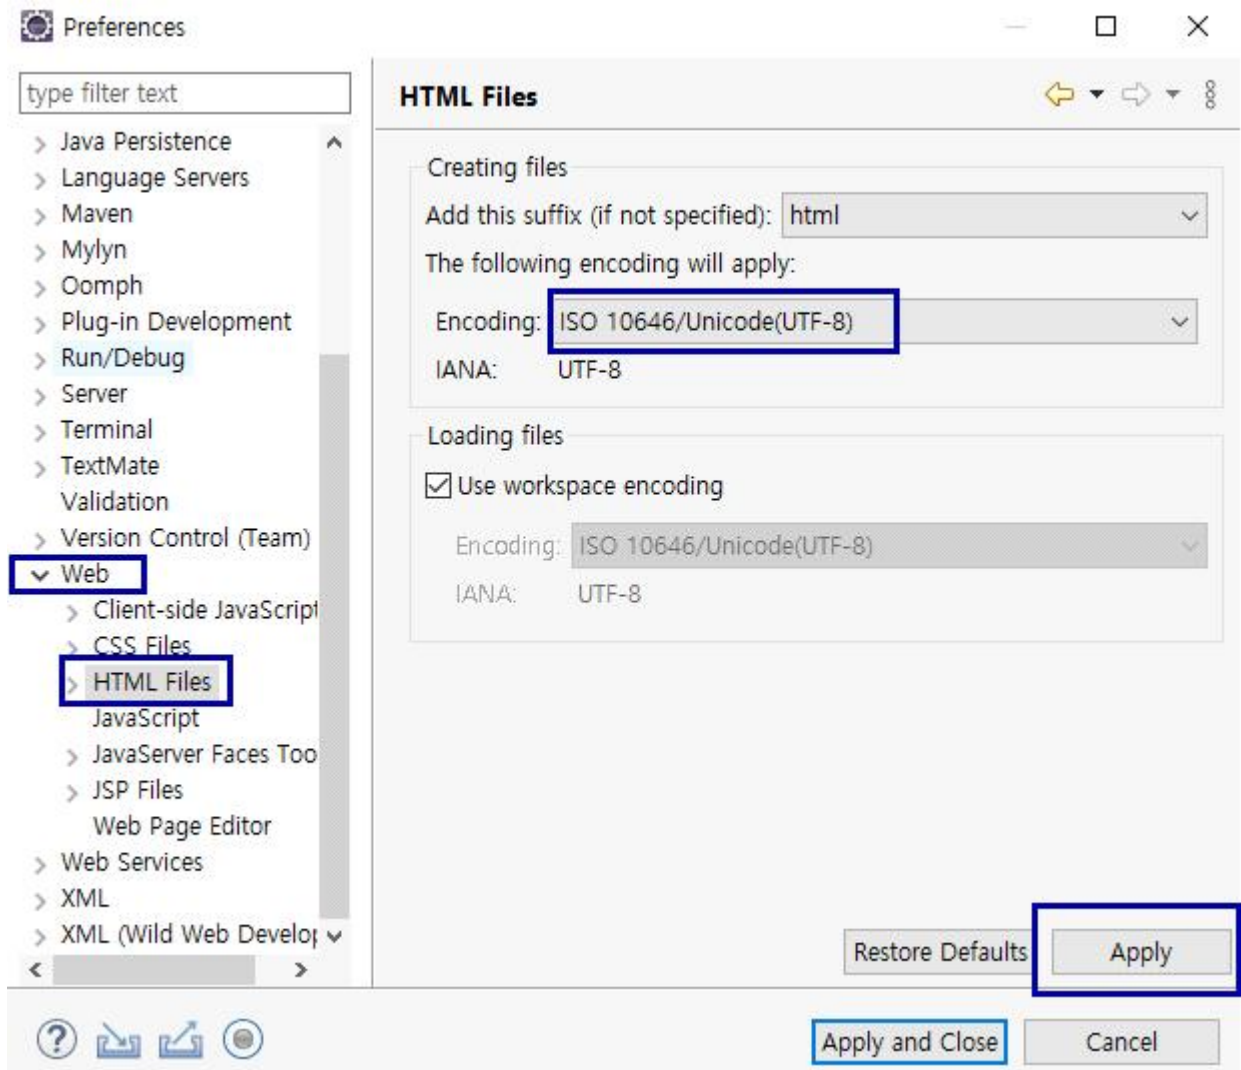 Preferences
type filter text
Java Persistence
Language Servers
Maven
Mylyn
Oomph
Plug-in Development
Run/Debug
Server
Terminal
TextMate
Validation
Version Control (Team)
Web
Client-side JavaScript
CSS Files
HTML Files
JavaScript
JavaServer Faces Too
JSP Files
Web Page Editor
Web Services
XML
XML (Wild Web Develop
HTML Files
Creating files
Add this suffix (if not specified): html
The following encoding will apply:
Encoding: ISO 10646/Unicode(UTF-8)
IANA: UTF-8
Loading files
Use workspace encoding
Encoding: ISO 10646/Unicode(UTF-8)
IANA: UTF-8
Restore Defaults Apply
Apply and Close Cancel